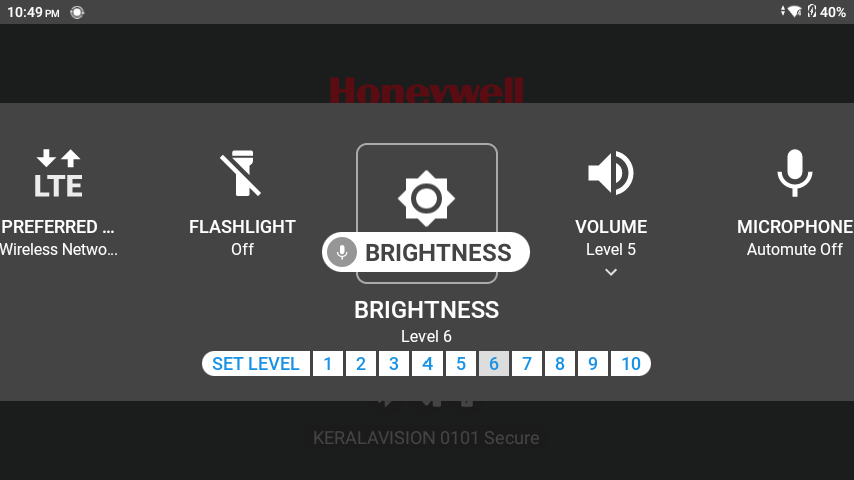 10:49 PM
40%
Honeywell
LTE
PREFERRED ...
Wireless Netwo...
FLASHLIGHT
Off
BRIGHTNESS
VOLUME
Level 5
MICROPHONE
Automute Off
BRIGHTNESS
Level 6
SET LEVEL 1 2 3 4 5 6 7 8 9 10
KERALAVISION 0101 Secure